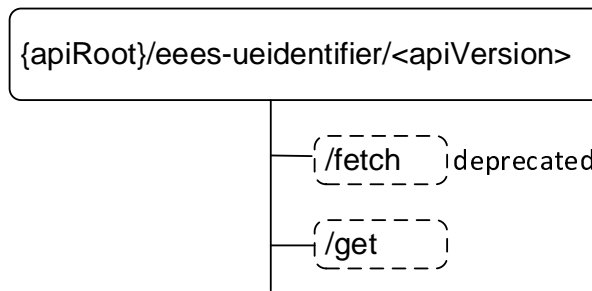 {apiRoot}/eees-ueidentifier/<apiVersion>
/fetch deprecated
/get